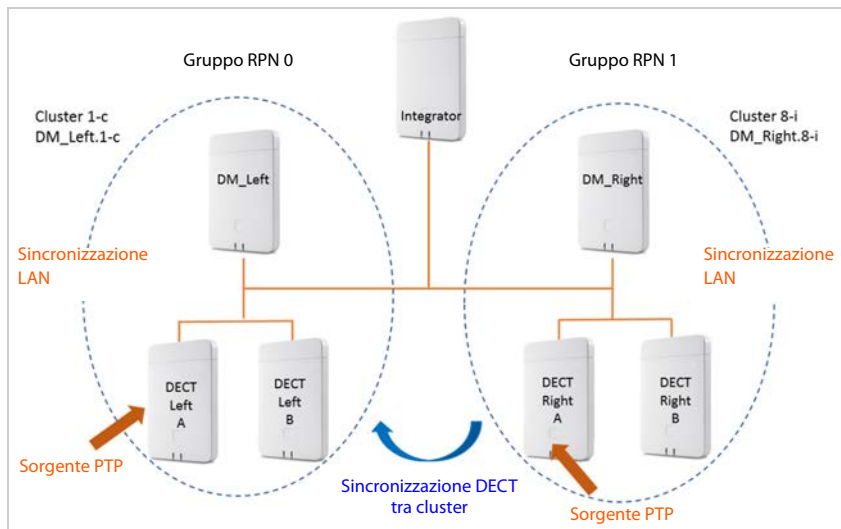 Gruppo RPN 0
Gruppo RPN 1
Cluster 1-c
DM_Left.1-c
Integrator
Cluster 8-i
DM_Right.8-i
DM_Left
DM_Right
Sincronizzazione
LAN
Sincronizzazione
LAN
DECT
Left
A
DECT
Left
B
DECT
Right
A
DECT
Right
B
Sorgente PTP
Sincronizzazione DECT
tra cluster
Sorgente PTP